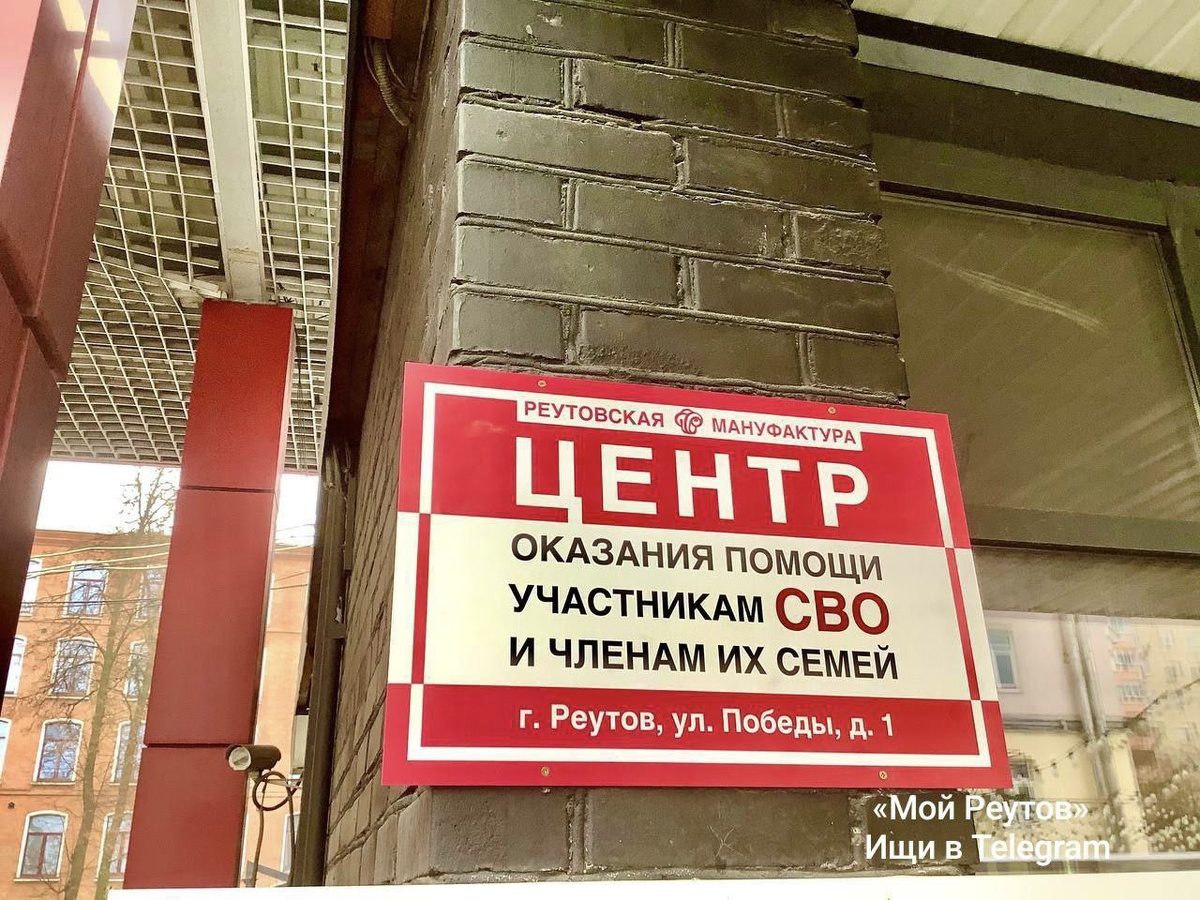 РЕУТОВСКАЯ МАНУФАКТУРА
ЦЕНТР
ОКАЗАНИЯ ПОМОЩИ
УЧАСТНИКАМ СВО
И ЧЛЕНАМ ИХ СЕМЕЙ
г. Реутов, ул. Победы, д. 1
«Мой Реутов»
Ищи в Telegram